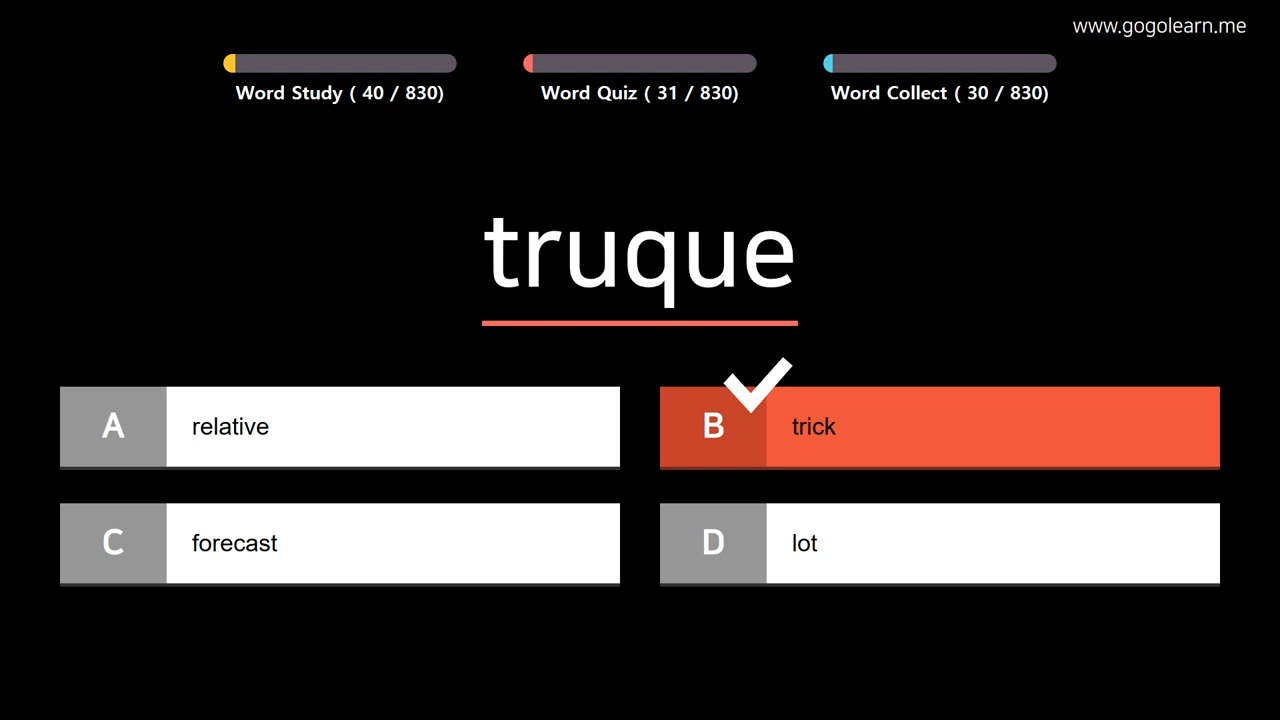 www.gogolearn.me
Word Study ( 40 / 830)
Word Quiz ( 31 / 830)
Word Collect ( 30 / 830)
truque
A relative
B trick
C forecast
D lot